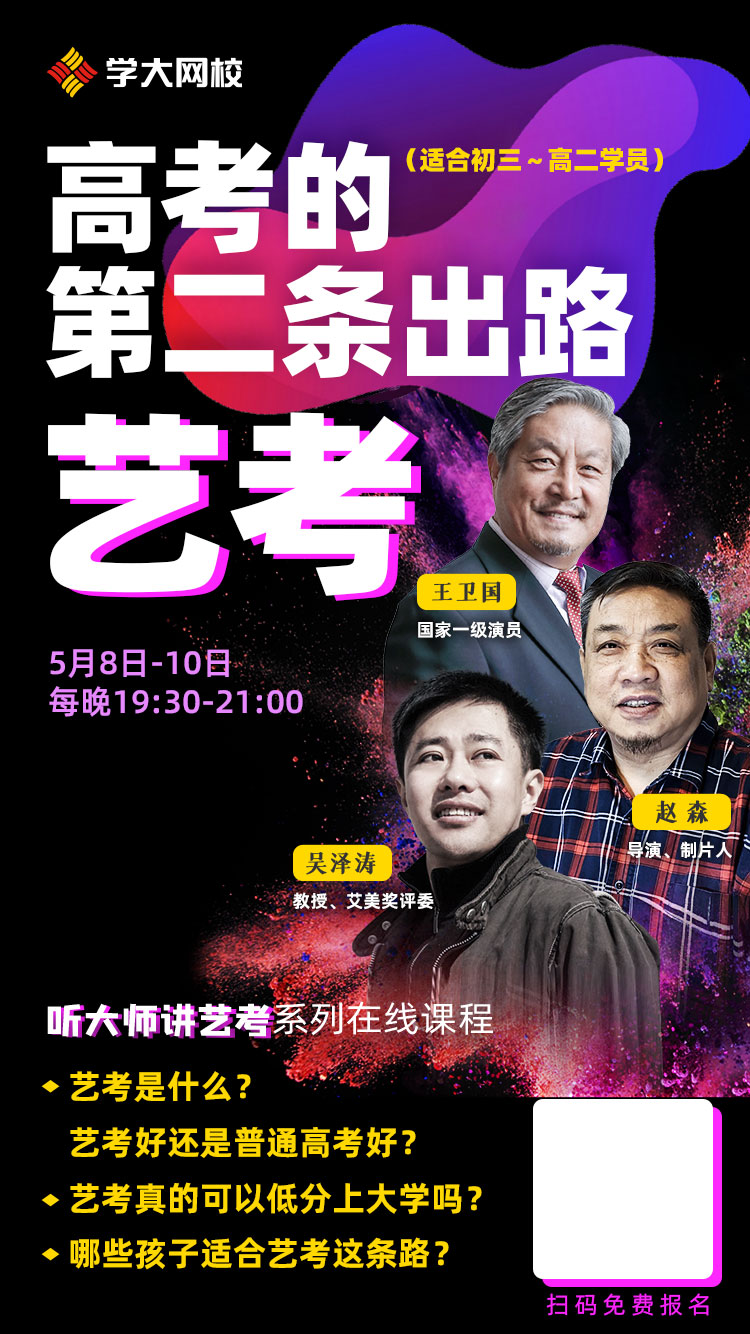 学大网校
高考的
（适合初三～高二学员）
第二条出路
艺考
王卫国
国家一级演员
5月8日-10日
每晚19:30-21:00
赵森
导演、制片人
吴泽涛
教授、艾美奖评委
听大师讲艺考系列在线课程
艺考是什么？
艺考好还是普通高考好？
艺考真的可以低分上大学吗？
哪些孩子适合艺考这条路？
扫码免费报名